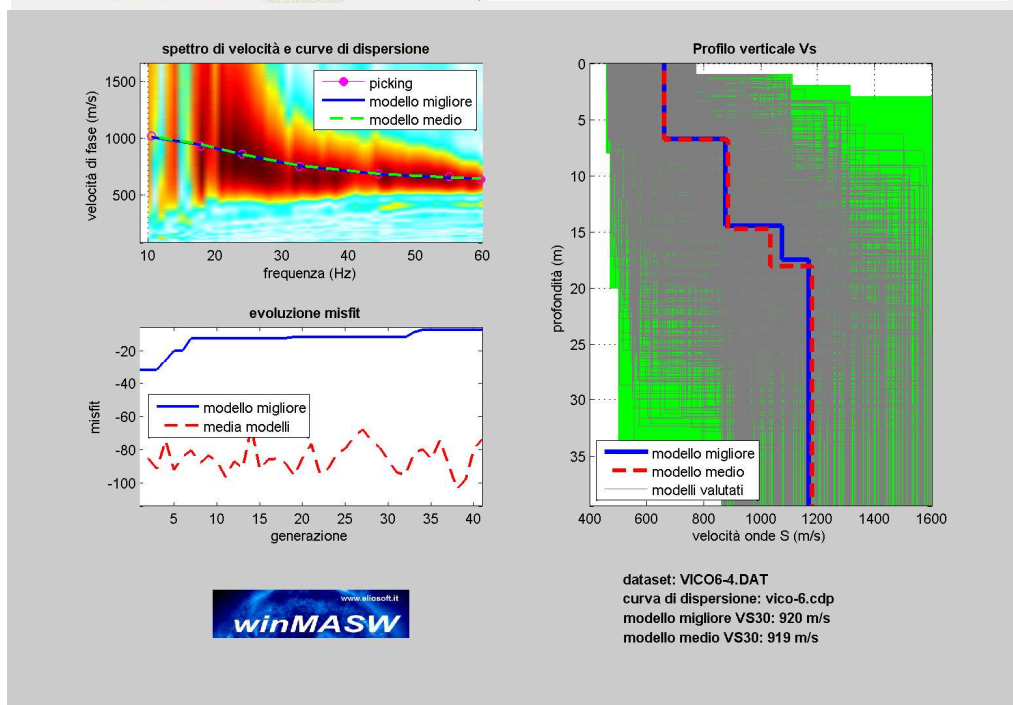 spettro di velocità e curve di dispersione
1500
1000
500
velocità di fase (m/s)
picking
modello migliore
modello medio
10 20 30 40 50 60
frequenza (Hz)
evoluzione misfit
-20
-40
-60
-80
-100
misfit
modello migliore
media modelli
5 10 15 20 25 30 35 40
generazione
www.eliosoft.it
winMASW
Profilo verticale Vs
0
5
10
15
20
25
30
35
profondità (m)
modello migliore
modello medio
modelli valutati
400 600 800 1000 1200 1400 1600
velocità onde S (m/s)
dataset: VICO6-4.DAT
curva di dispersione: vico-6.cdp
modello migliore VS30: 920 m/s
modello medio VS30: 919 m/s